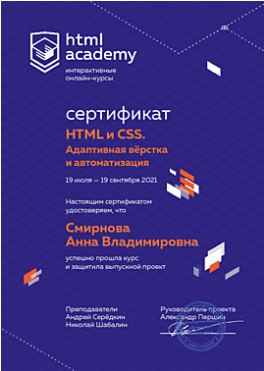 html
academy
интерактивные
онлайн-курсы
сертификат
HTML и CSS.
Адаптивная вёрстка
и автоматизация
19 июля — 19 сентября 2021
Настоящим сертификатом
удостоверяем, что
Смирнова
Анна Владимировна
успешно прошла курс
и защитила выпускной проект
Преподаватели
Андрей Серёдкин
Николай Шабалин
Руководитель проекта
Александр Першин